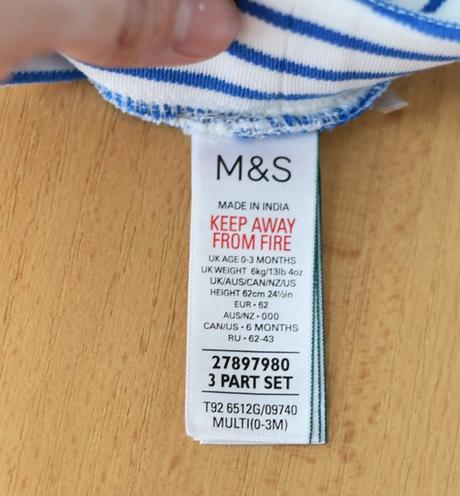 M&S
MADE IN INDIA
KEEP AWAY
FROM FIRE
UK AGE 0-3 MONTHS
UK WEIGHT 6kg/13lb 4oz
UK/AUS/CAN/NZ/US
HEIGHT 62cm 24½in
EUR • 62
AUS/NZ • 000
CAN/US • 6 MONTHS
RU • 62-43
27897980
3 PART SET
T92 6512G/09740
MULTI(0-3M)